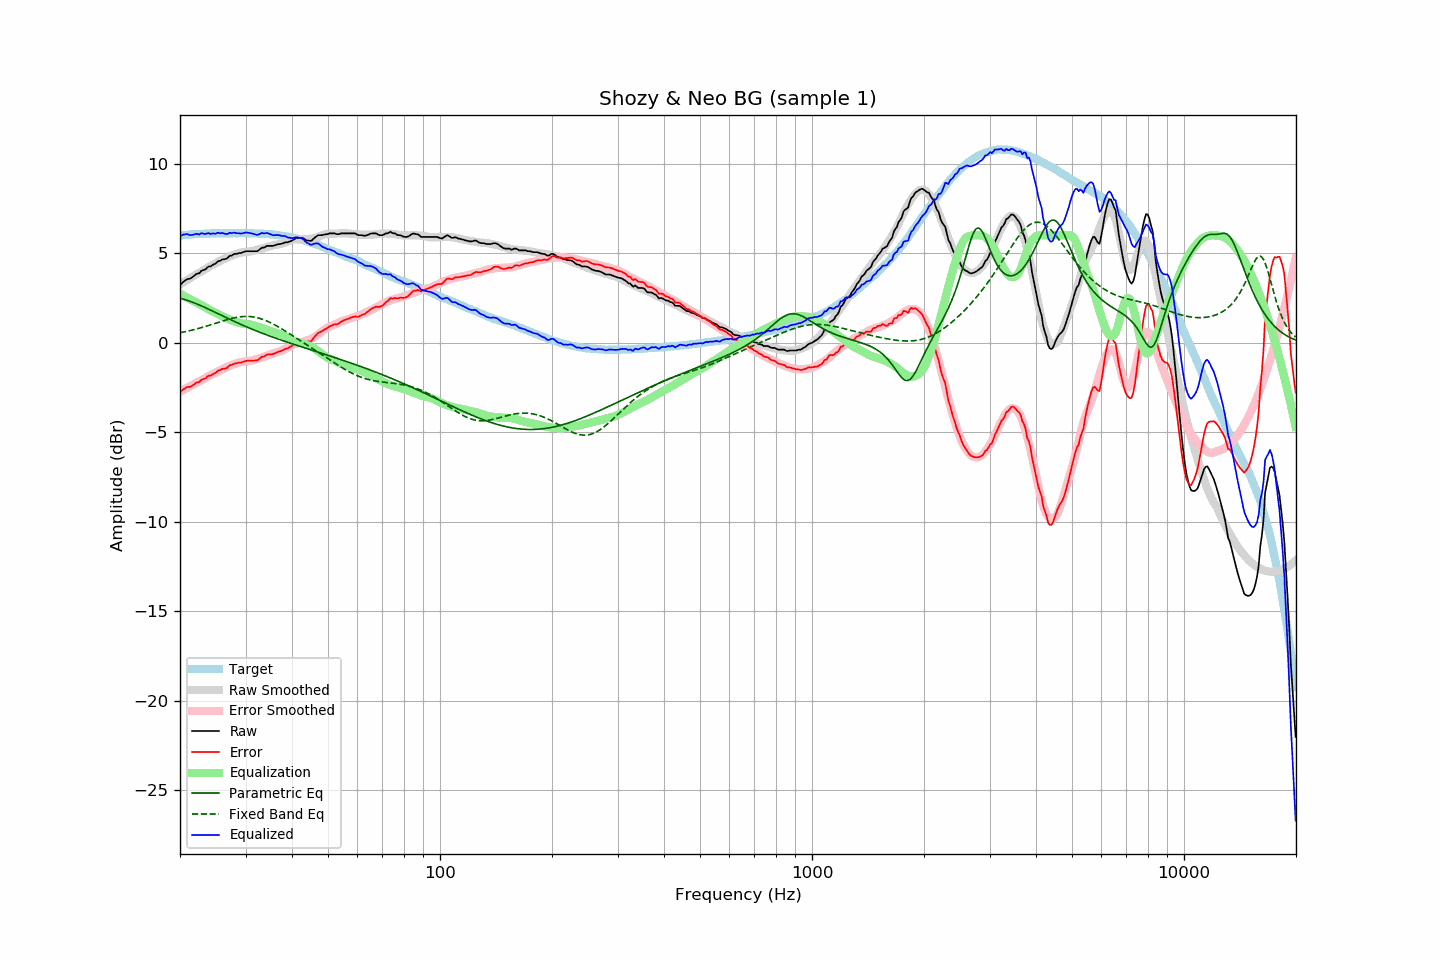 Shozy & Neo BG (sample 1)
10
5
0
−5
−10
−15
−20
−25
Amplitude (dBr)
Target
Raw Smoothed
Error Smoothed
Raw
Error
Equalization
Parametric Eq
Fixed Band Eq
Equalized
100
1000
10000
Frequency (Hz)